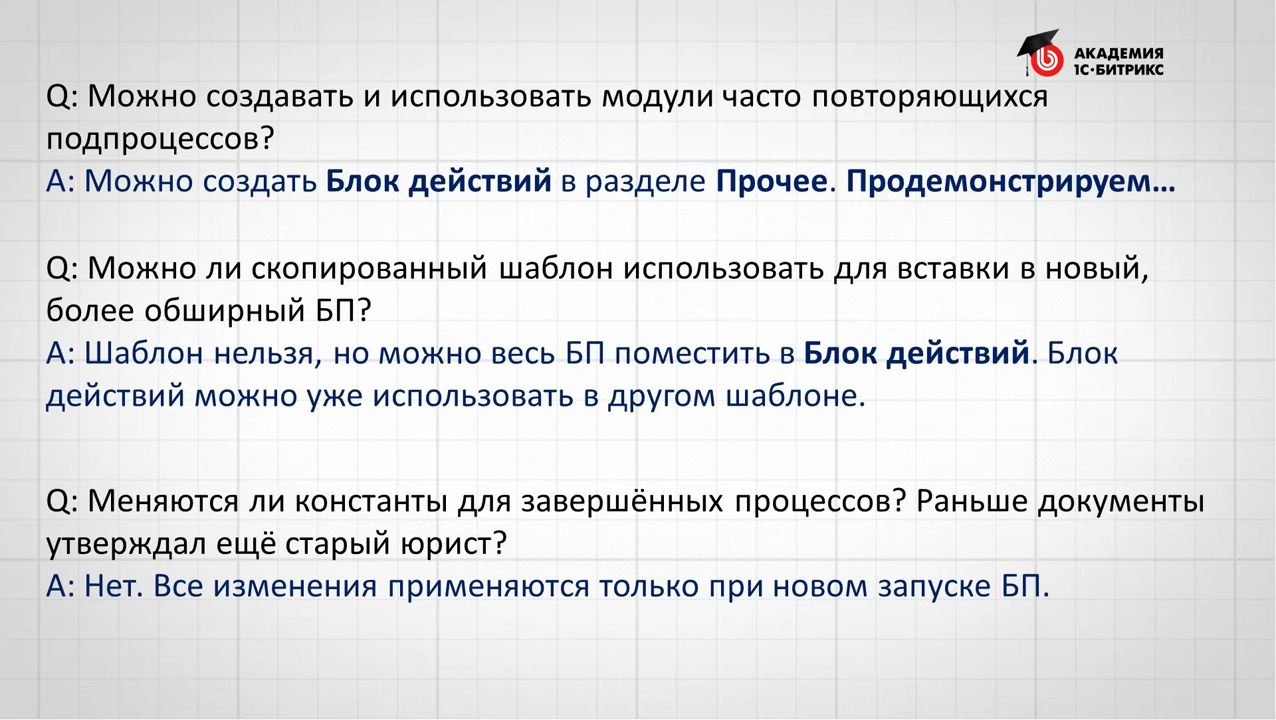 АКАДЕМИЯ
1С·БИТРИКС
Q: Можно создавать и использовать модули часто повторяющихся
подпроцессов?
А: Можно создать Блок действий в разделе Прочее. Продемонстрируем...
Q: Можно ли скопированный шаблон использовать для вставки в новый,
более обширный БП?
А: Шаблон нельзя, но можно весь БП поместить в Блок действий. Блок
действий можно уже использовать в другом шаблоне.
Q: Меняются ли константы для завершённых процессов? Раньше документы
утверждал ещё старый юрист?
А: Нет. Все изменения применяются только при новом запуске БП.